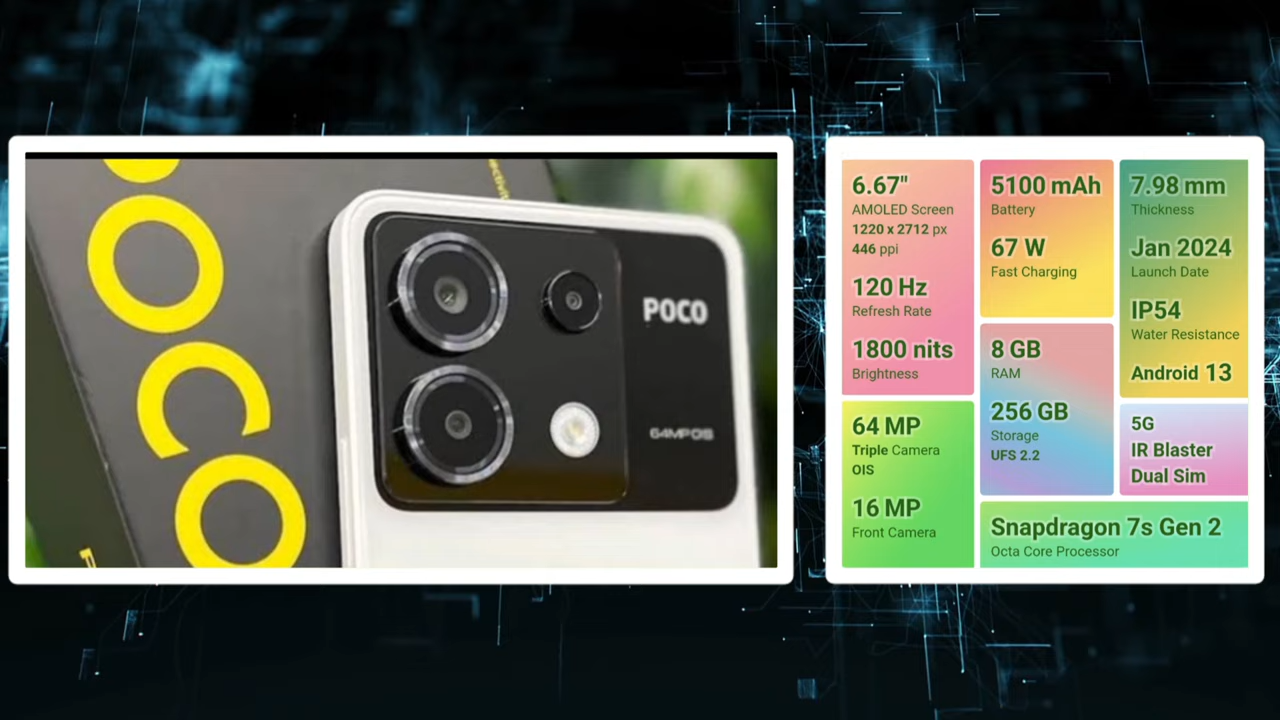 OCO
POCO
64MP OIS
6.67"
AMOLED Screen
1220 x 2712 px
446 ppi
120 Hz
Refresh Rate
1800 nits
Brightness
64 MP
Triple Camera
OIS
16 MP
Front Camera
5100 mAh
Battery
67 W
Fast Charging
8 GB
RAM
256 GB
Storage
UFS 2.2
7.98 mm
Thickness
Jan 2024
Launch Date
IP54
Water Resistance
Android 13
5G
IR Blaster
Dual Sim
Snapdragon 7s Gen 2
Octa Core Processor